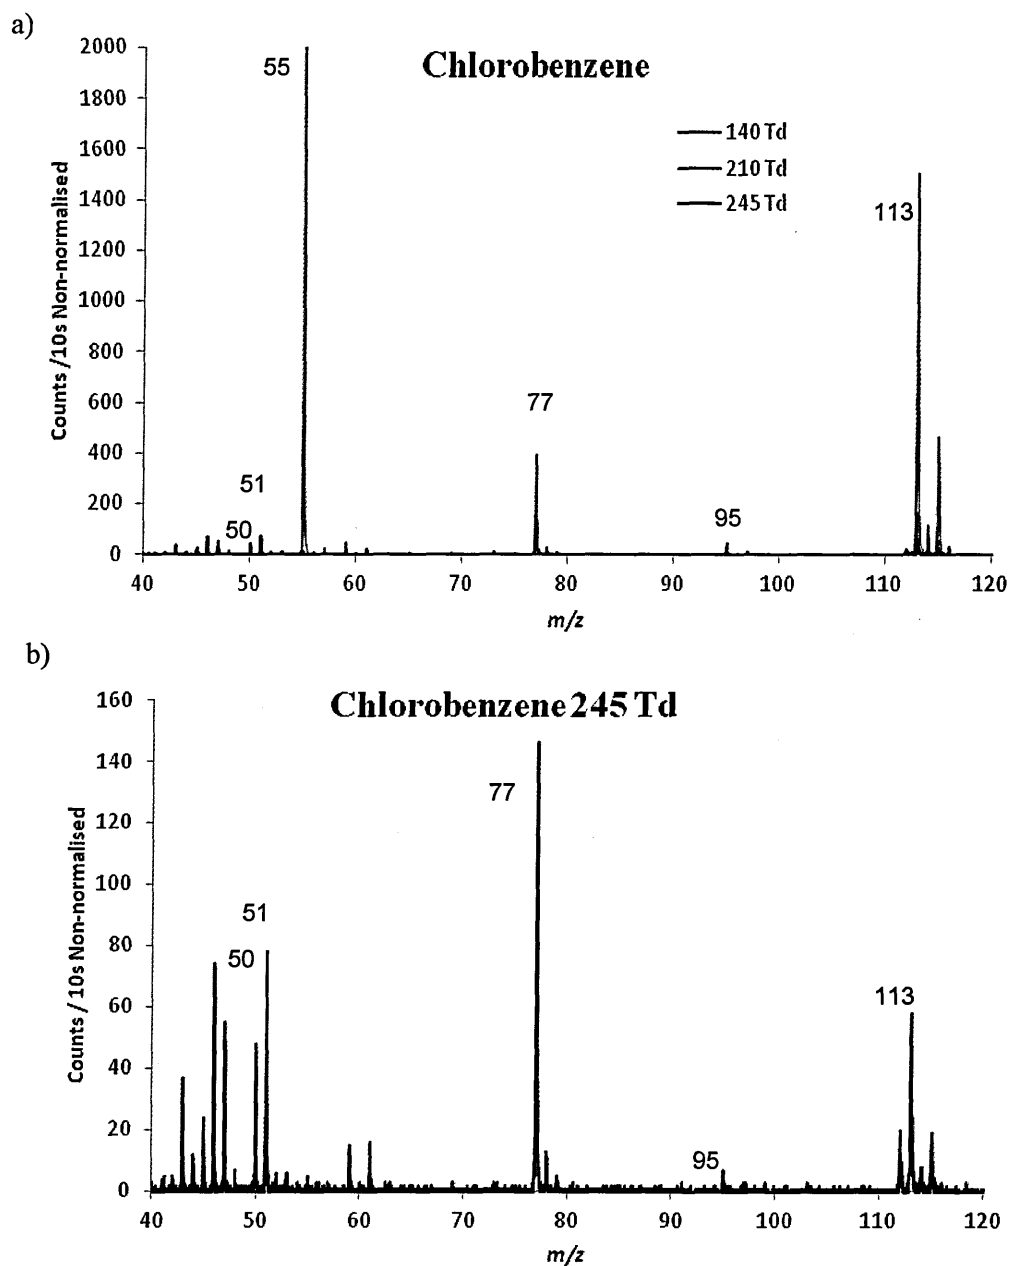 a)
Chlorobenzene
2000
1800
1600
1400
1200
1000
800
600
400
200
0
Counts /10s Non-normalised
55
140 Td
210 Td
245 Td
113
77
51
50
95
40 50 60 70 80 90 100 110 120
m/z
b)
Chlorobenzene 245 Td
160
140
120
100
80
60
40
20
0
Counts / 10s Non-normalised
77
51
50
113
95
40 50 60 70 80 90 100 110 120
m/z